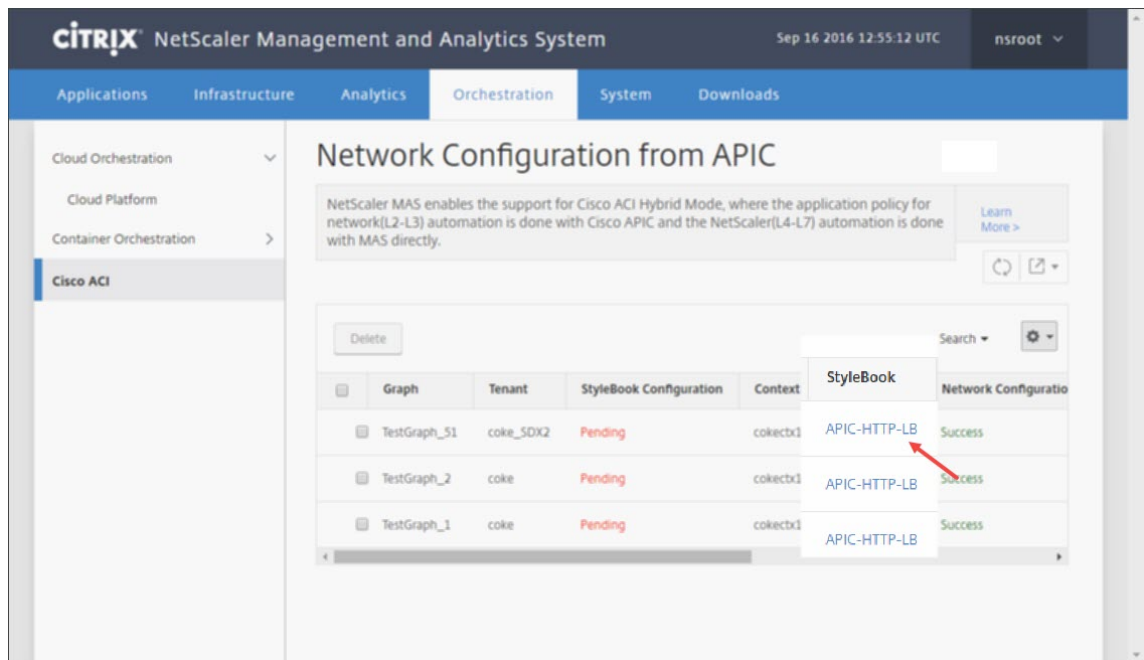 CİTRIX NetScaler Management and Analytics System Sep 16 2016 12:55:12 UTC nsroot
Applications Infrastructure Analytics Orchestration System Downloads
Cloud Orchestration
Cloud Platform
Container Orchestration
Cisco ACI
Network Configuration from APIC
NetScaler MAS enables the support for Cisco ACI Hybrid Mode, where the application policy for
network(L2-L3) automation is done with Cisco APIC and the NetScaler(L4-L7) automation is done
with MAS directly.
Learn
More >
Delete Search
Graph Tenant StyleBook Configuration Context StyleBook Network Configuratio
TestGraph_51 coke_SDX2 Pending cokectx1 APIC-HTTP-LB Success
TestGraph_2 coke Pending cokectx1 APIC-HTTP-LB Success
TestGraph_1 coke Pending cokectx1 APIC-HTTP-LB Success